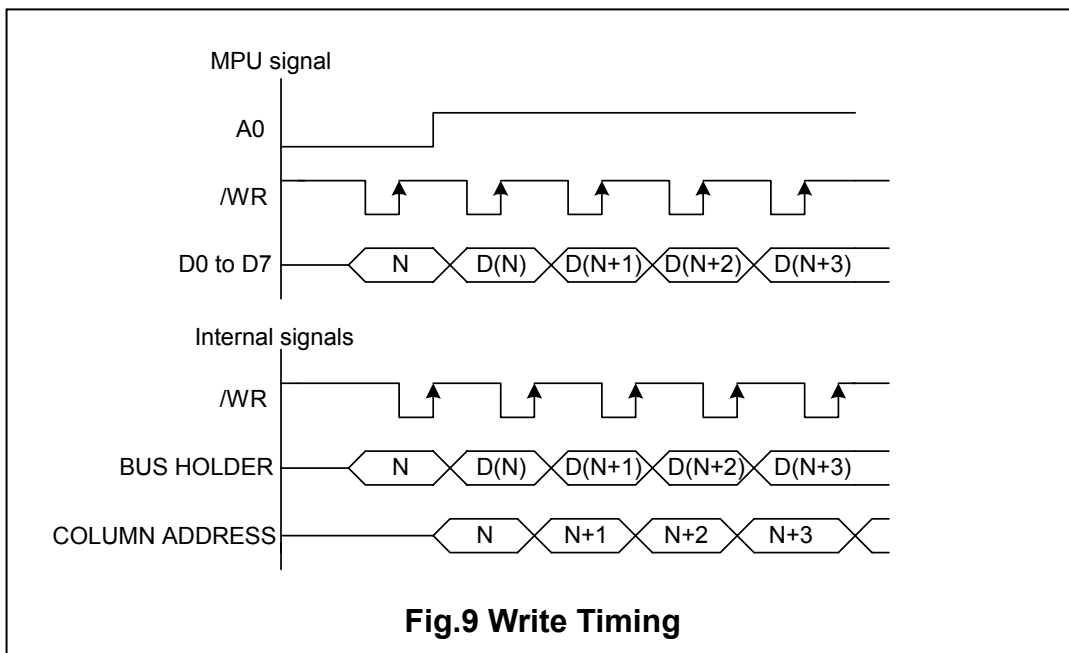 MPU signal
A0
/WR
D0 to D7 N D(N) D(N+1) D(N+2) D(N+3)
Internal signals
/WR
BUS HOLDER N D(N) D(N+1) D(N+2) D(N+3)
COLUMN ADDRESS N N+1 N+2 N+3
Fig.9 Write Timing